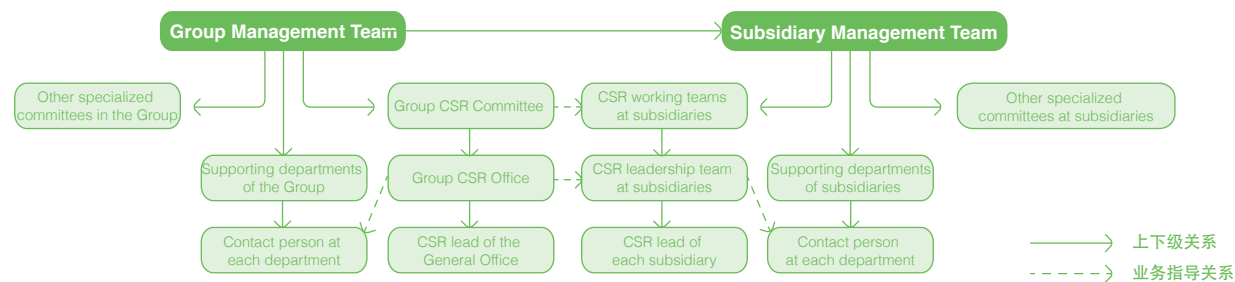 Group Management Team
Subsidiary Management Team
Other specialized
committees in the Group
Group CSR Committee
CSR working teams
at subsidiaries
Other specialized
committees at subsidiaries
Supporting departments
of the Group
Group CSR Office
CSR leadership team
at subsidiaries
Supporting departments
of subsidiaries
Contact person at
each department
CSR lead of the
General Office
CSR lead of
each subsidiary
Contact person
at each department
上下级关系
业务指导关系